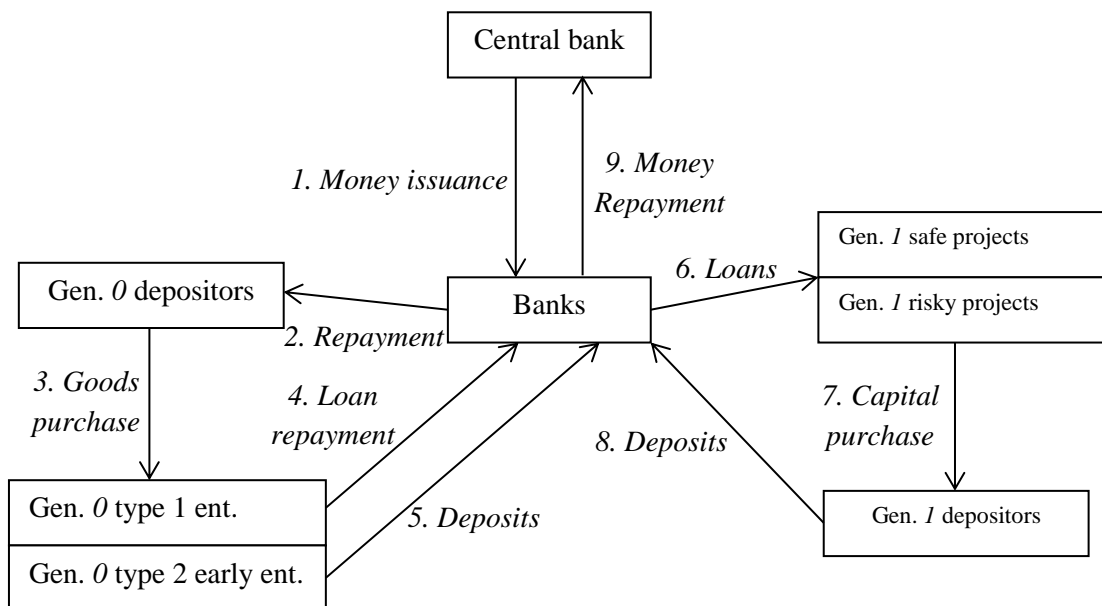 Central bank
1. Money issuance
9. Money
Repayment
Gen. 1 safe projects
Gen. 1 risky projects
6. Loans
Gen. 0 depositors
Banks
2. Repayment
3. Goods
purchase
4. Loan
repayment
7. Capital
purchase
8. Deposits
5. Deposits
Gen. 0 type 1 ent.
Gen. 0 type 2 early ent.
Gen. 1 depositors